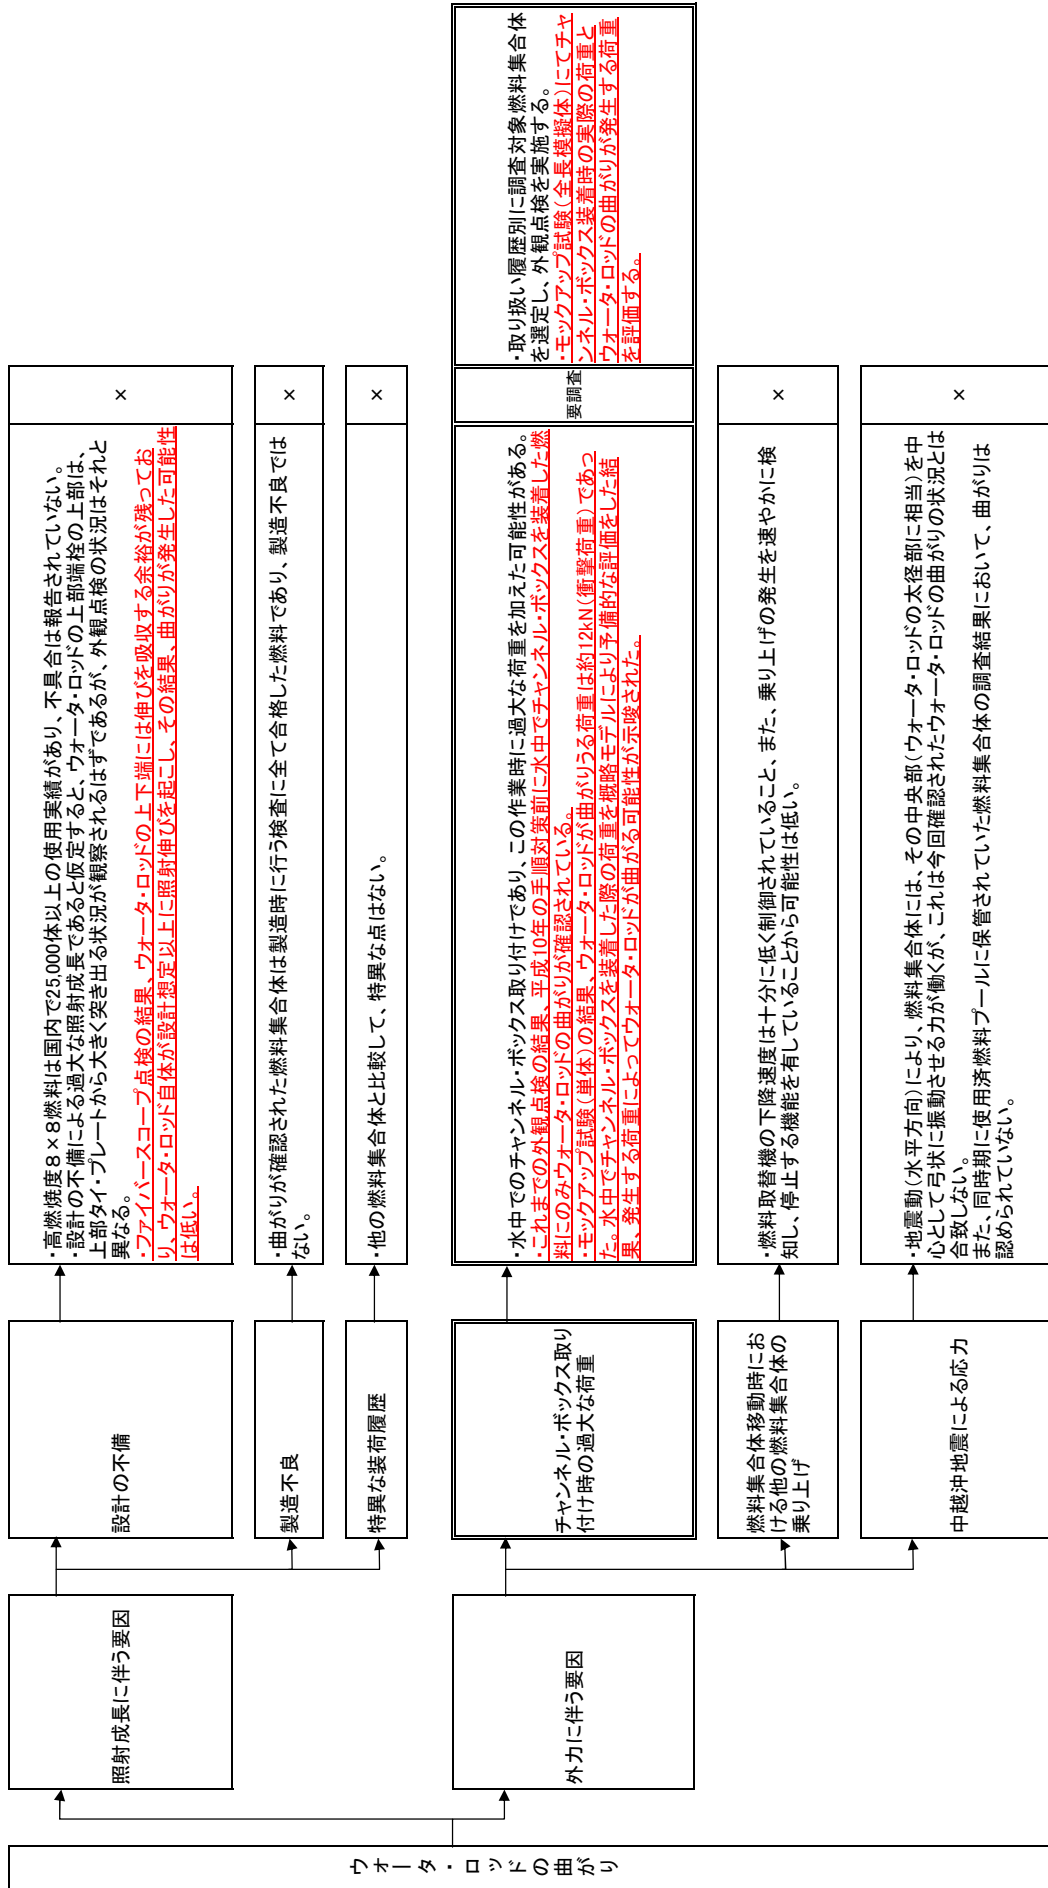 ウォータ・ロッドの曲がり
照射成長に伴う要因
設計の不備
・高燃焼度8×8燃料は国内で25,000体以上の使用実績があり、不具合は報告されていない。
・設計の不備による過大な照射成長であると仮定すると、ウォータ・ロッドの上部端栓の上部は、
上部タイ・プレートから大きく突き出る状況が観察されるはずであるが、外観点検の状況はそれと
異なる。
・ファイバースコープ点検の結果、ウォータ・ロッドの上下端には伸びを吸収する余裕が残ってお
り、ウォータ・ロッド自体が設計想定以上に照射伸びを起こし、その結果、曲がりが発生した可能性
は低い。
×
製造不良
・曲がりが確認された燃料集合体は製造時に行う検査に全て合格した燃料であり、製造不良では
ない。
×
特異な装荷履歴
・他の燃料集合体と比較して、特異な点はない。
×
外力に伴う要因
チャンネル・ボックス取り
付け時の過大な荷重
・水中でのチャンネル・ボックス取り付けであり、この作業時に過大な荷重を加えた可能性がある。
・これまでの外観点検の結果、平成10年の手順対策前に水中でチャンネル・ボックスを装着した燃
料にのみウォータ・ロッドの曲がりが確認されている。
・モックアップ試験(単体)の結果、ウォータ・ロッドが曲がりうる荷重は約12kN(衝撃荷重)であっ
た。水中でチャンネル・ボックスを装着した際の荷重を概略モデルにより予備的な評価をした結
果、発生する荷重によってウォータ・ロッドが曲がる可能性が示唆された。
要調査
・取り扱い履歴別に調査対象燃料集合体
を選定し、外観点検を実施する。
・モックアップ試験(全長模擬体)にてチャ
ンネル・ボックス装着時の実際の荷重と
ウォータ・ロッドの曲がりが発生する荷重
を評価する。
燃料集合体移動時にお
ける他の燃料集合体の
乗り上げ
・燃料取替機の下降速度は十分に低く制御されていること、また、乗り上げの発生を速やかに検
知し、停止する機能を有していることから可能性は低い。
×
中越沖地震による応力
・地震動(水平方向)により、燃料集合体には、その中央部(ウォータ・ロッドの太径部に相当)を中
心として弓状に振動させる力が働くが、これは今回確認されたウォータ・ロッドの曲がりの状況とは
合致しない。
また、同時期に使用済燃料プールに保管されていた燃料集合体の調査結果において、曲がりは
認められていない。
×